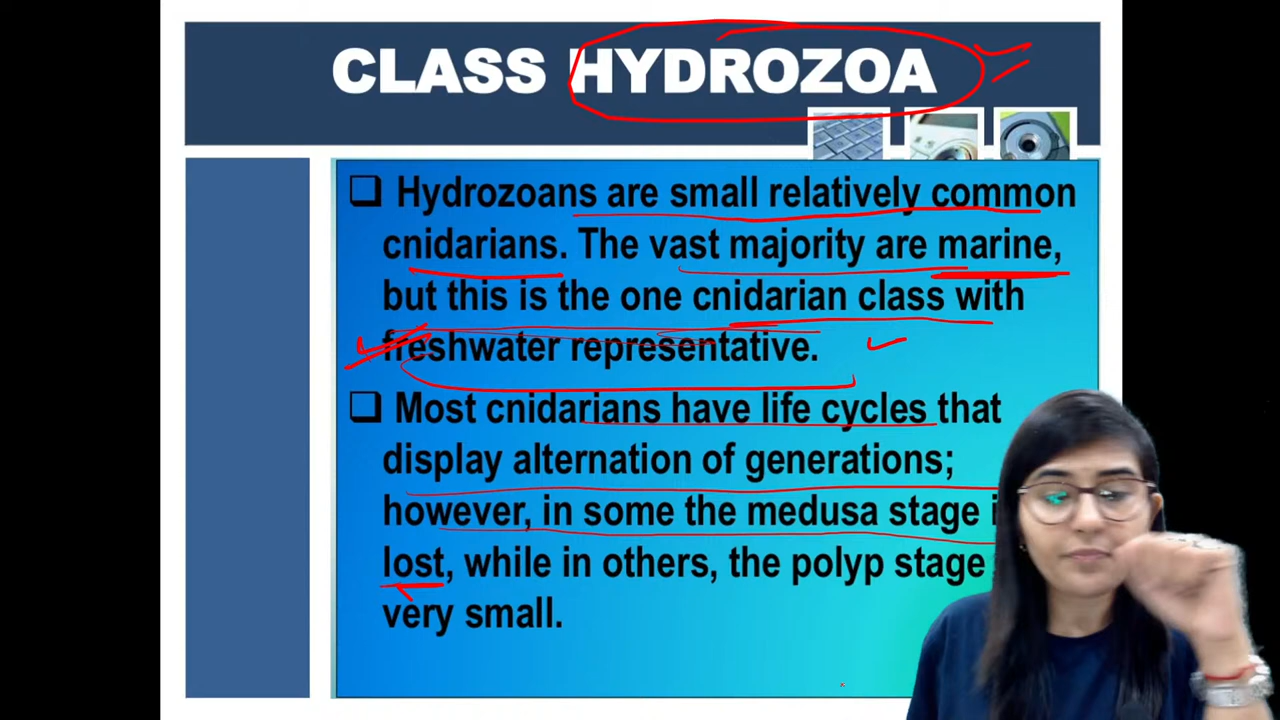 CLASS HYDROZOA
❑ Hydrozoans are small relatively common
cnidarians. The vast majority are marine,
but this is the one cnidarian class with
freshwater representative.
❑ Most cnidarians have life cycles that
display alternation of generations;
however, in some the medusa stage
lost, while in others, the polyp stage
very small.